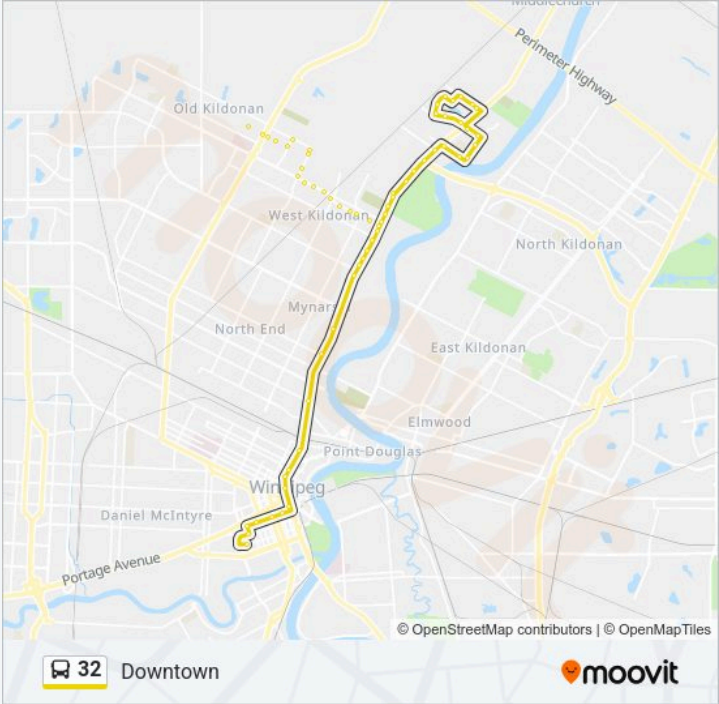 Middlechurch
Perimeter Highway
Old Kildonan
West Kildonan
North Kildonan
Mynars
North End
East Kildonan
Elmwood
Point Douglas
Winnipeg
Daniel McIntyre
Portage Avenue
© OpenStreetMap contributors | © OpenMapTiles
32 Downtown
moovit